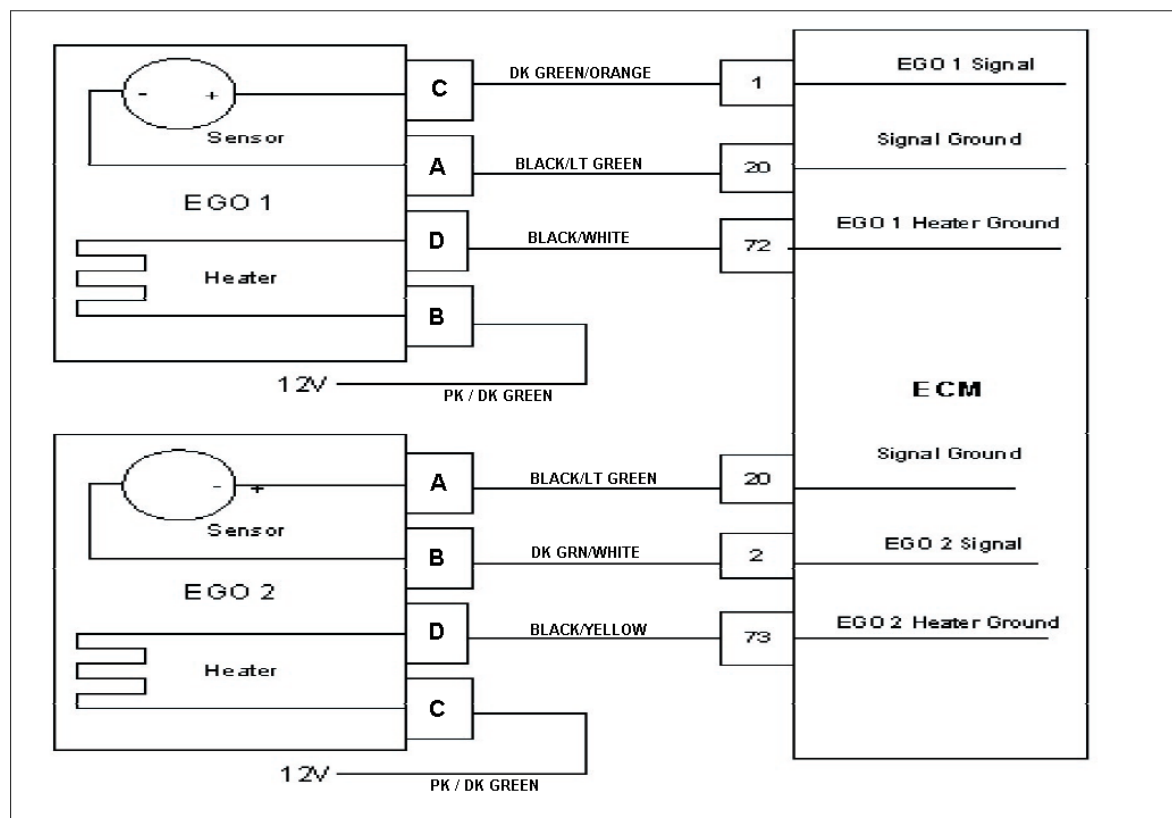 C
DK GREEN/ORANGE
1
EGO 1 Signal
- +
Sensor
A
BLACK/LT GREEN
20
Signal Ground
EGO 1
D
BLACK/WHITE
72
EGO 1 Heater Ground
Heater
B
12V
PK / DK GREEN
ECM
A
BLACK/LT GREEN
20
Signal Ground
- +
Sensor
B
DK GRN/WHITE
2
EGO 2 Signal
EGO 2
D
BLACK/YELLOW
73
EGO 2 Heater Ground
Heater
C
12V
PK / DK GREEN